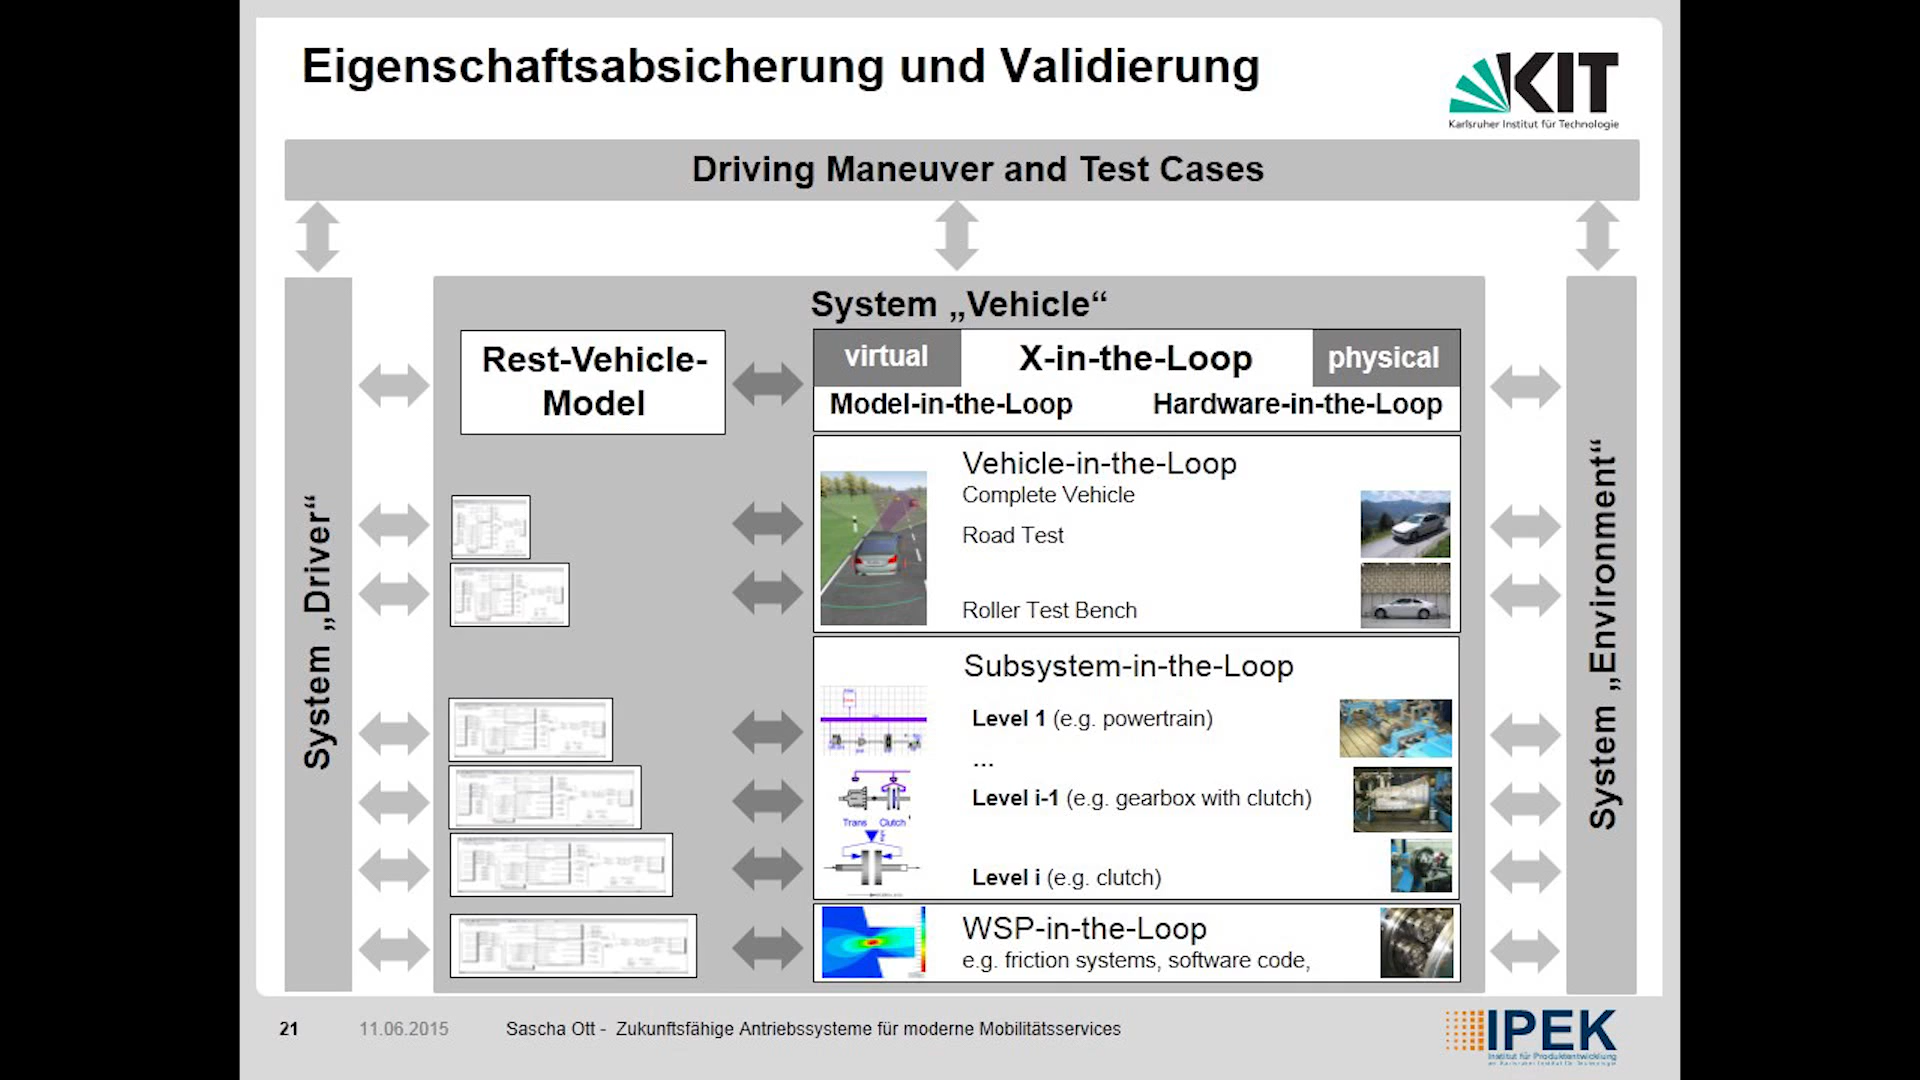 Eigenschaftsabsicherung und Validierung
KIT
Karlsruher Institut für Technologie
Driving Maneuver and Test Cases
System „Driver“
System „Vehicle“
Rest-Vehicle-
Model
virtual
X-in-the-Loop
physical
Model-in-the-Loop
Hardware-in-the-Loop
Vehicle-in-the-Loop
Complete Vehicle
Road Test
Roller Test Bench
Subsystem-in-the-Loop
Level 1 (e.g. powertrain)
...
Level i-1 (e.g. gearbox with clutch)
Trans Clutch
Level i (e.g. clutch)
WSP-in-the-Loop
e.g. friction systems, software code,
System „Environment“
21
11.06.2015
Sascha Ott - Zukunftsfähige Antriebssysteme für moderne Mobilitätsservices
IPEK
Institut für Produktentwicklung